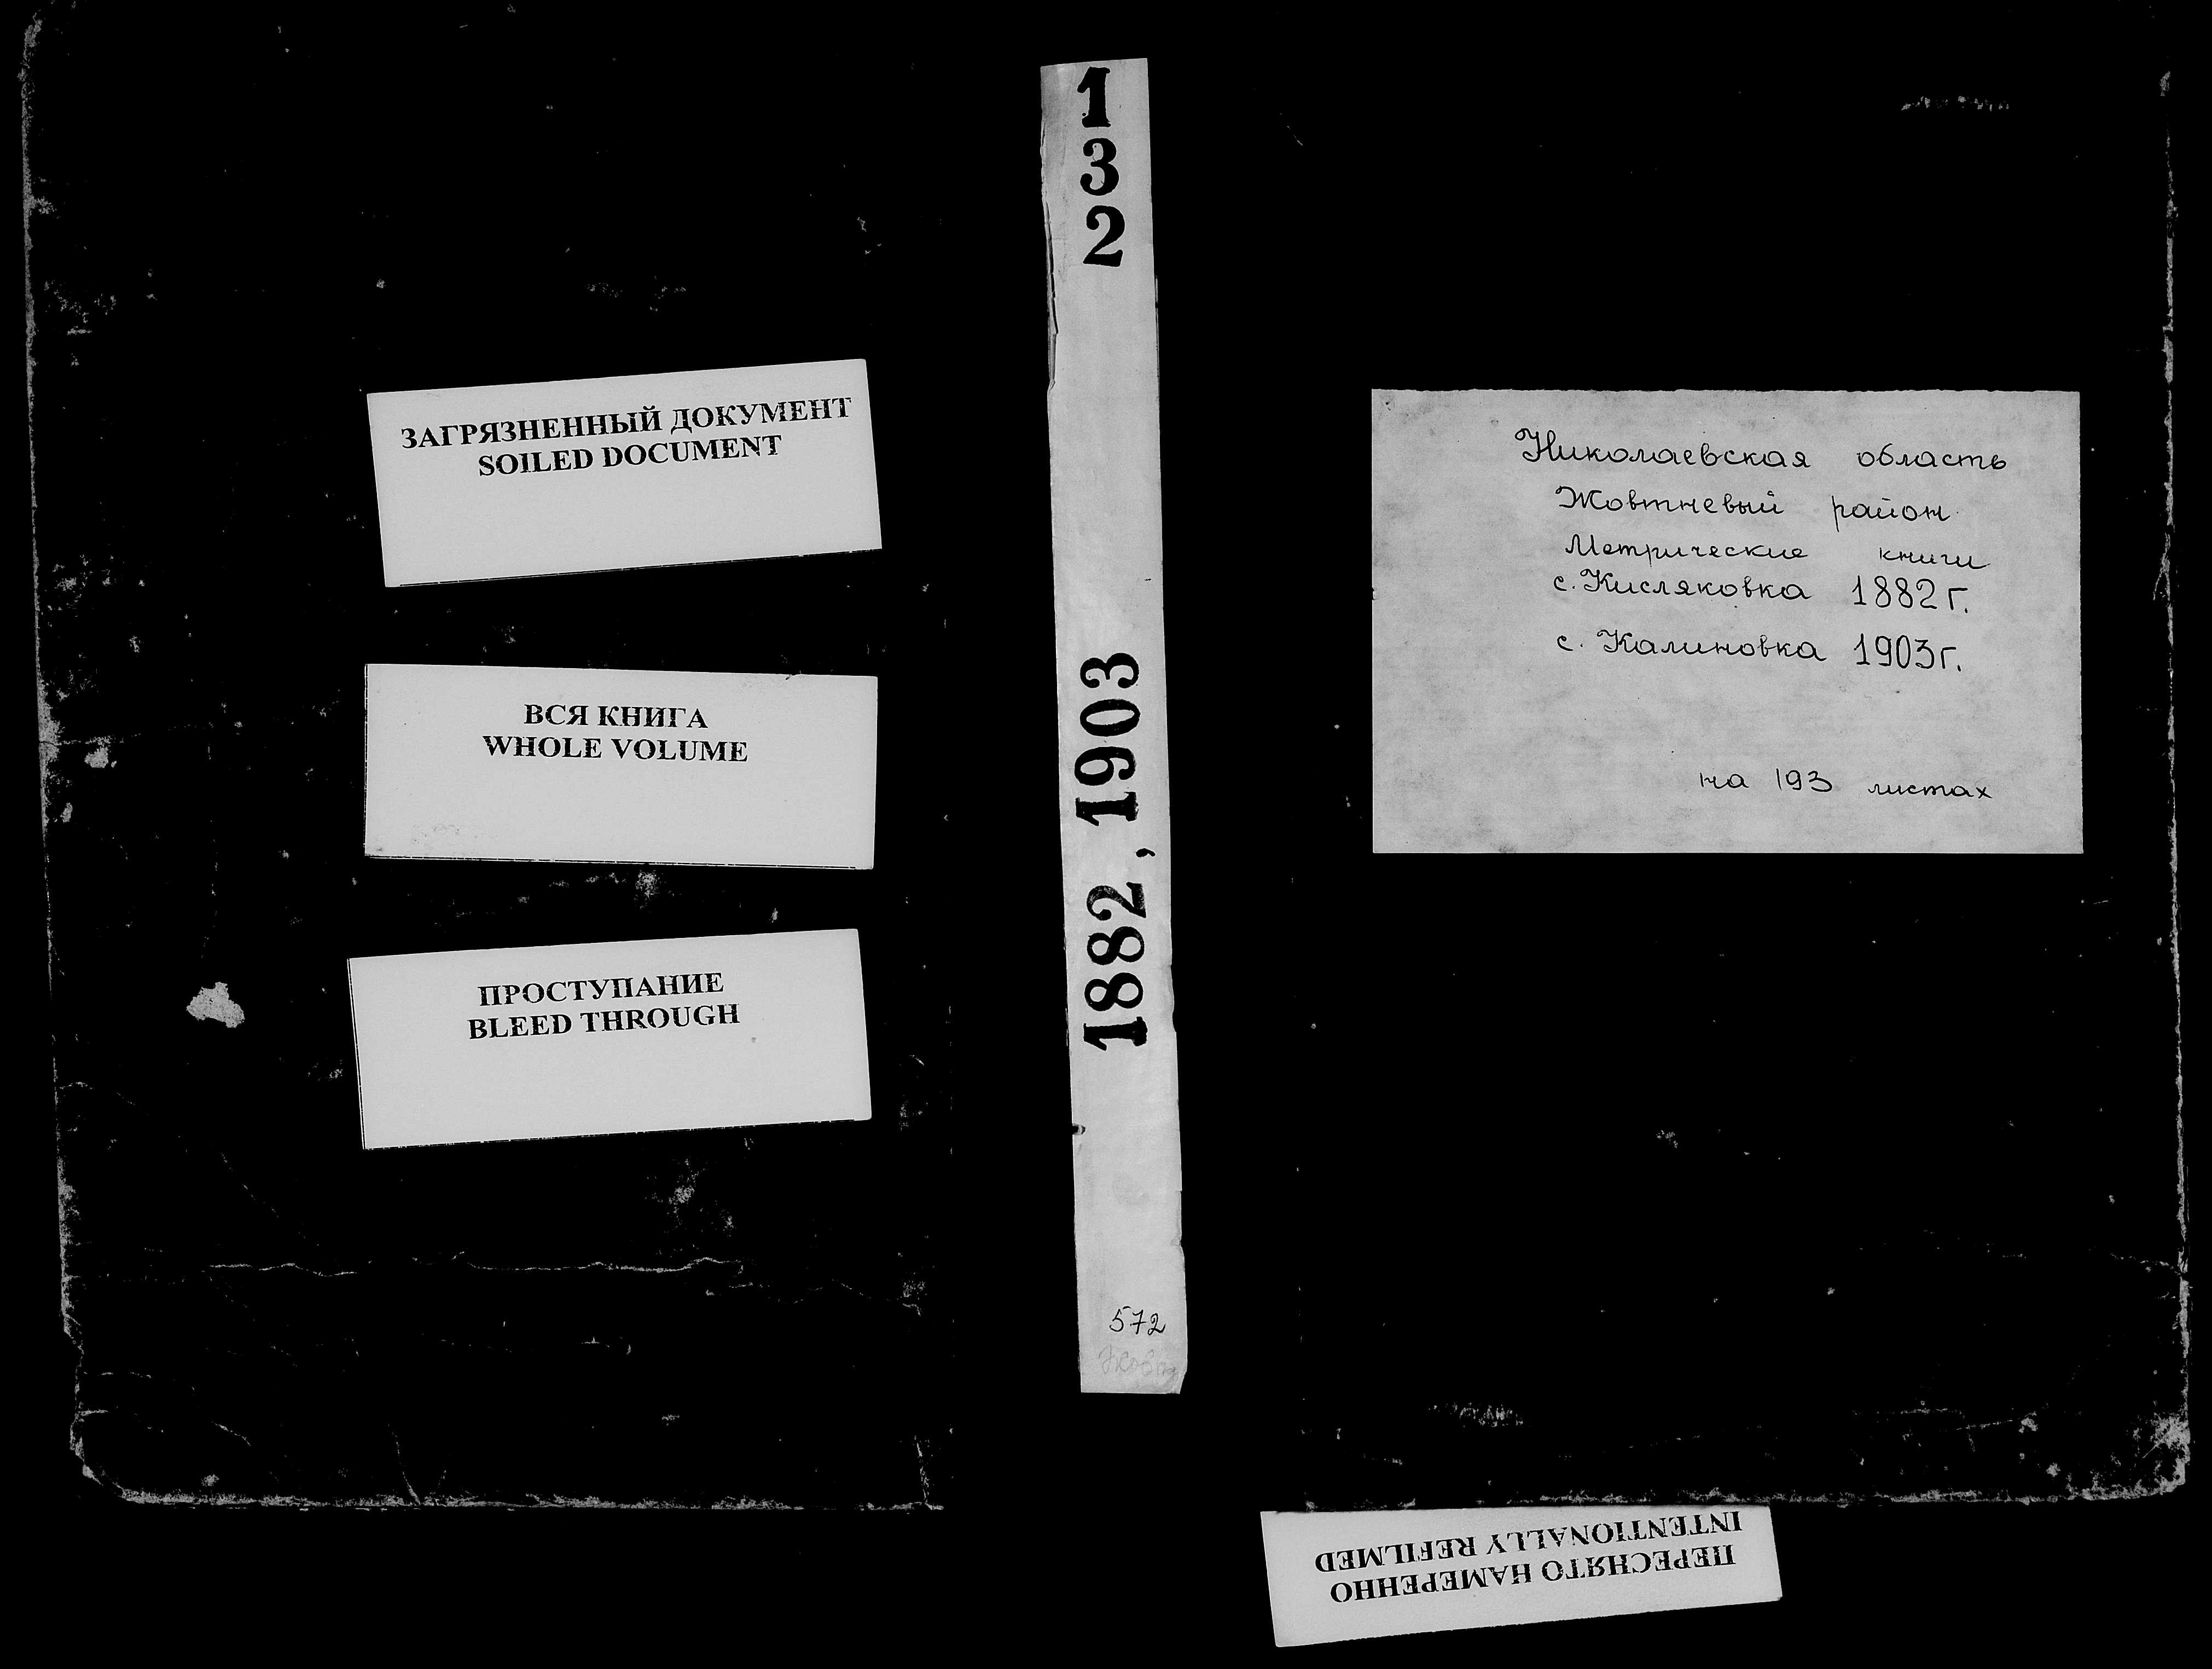 ЗАГРЯЗНЕННЫЙ ДОКУМЕНТ
SOILED DOCUMENT
ВСЯ КНИГА
WHOLE VOLUME
ПРОСТУПАНИЕ
BLEED THROUGH
1
3
2
1882, 1903
572
Николаевская область
Жовтневый район
Метрические книги
с. Кисляковка 1882 г.
с. Калиновка 1903 г.
на 193 листах
ПЕРЕСНЯТО НАМЕРЕННО
INTENTIONALLY REFILMED